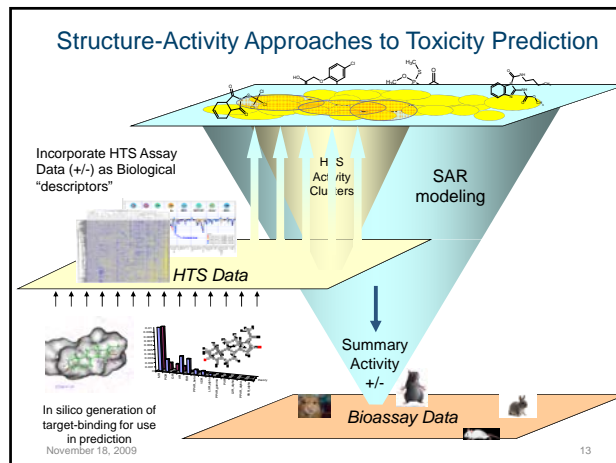 Structure-Activity Approaches to Toxicity Prediction
Incorporate HTS Assay
Data (+/-) as Biological
"descriptors"
HTS
Activity
Clusters
SAR
modeling
HTS Data
Summary
Activity
+/-
In silico generation of
target-binding for use
in prediction
Bioassay Data
November 18, 2009
13